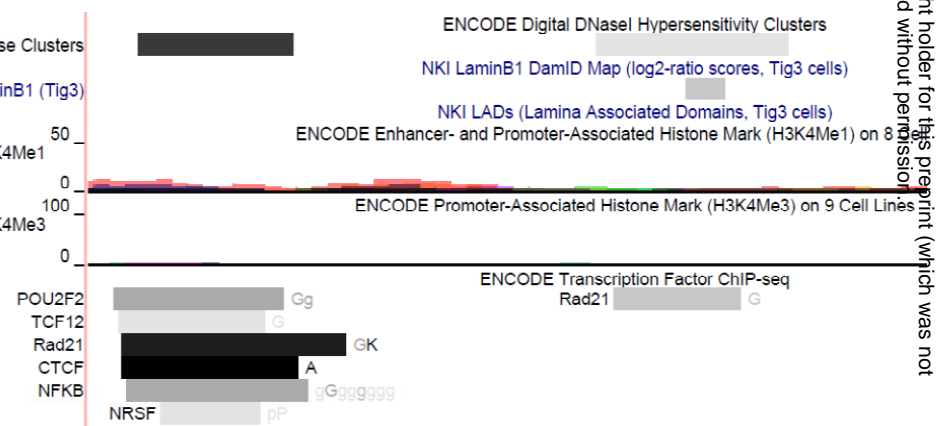 ENCODE Digital DNaseI Hypersensitivity Clusters
se Clusters
NKI LaminB1 DamID Map (log2-ratio scores, Tig3 cells)
inB1 (Tig3)
NKI LADs (Lamina Associated Domains, Tig3 cells)
ENCODE Enhancer- and Promoter-Associated Histone Mark (H3K4Me1) on 8
50
K4Me1
0
ENCODE Promoter-Associated Histone Mark (H3K4Me3) on 9 Cell Lines
100
K4Me3
0
ENCODE Transcription Factor ChIP-seq
POU2F2 Gg Rad21 G
TCF12 G
Rad21 GK
CTCF A
NFKB gGgggggg
NRSF pP
ht holder for this preprint (which was not
d without permission.